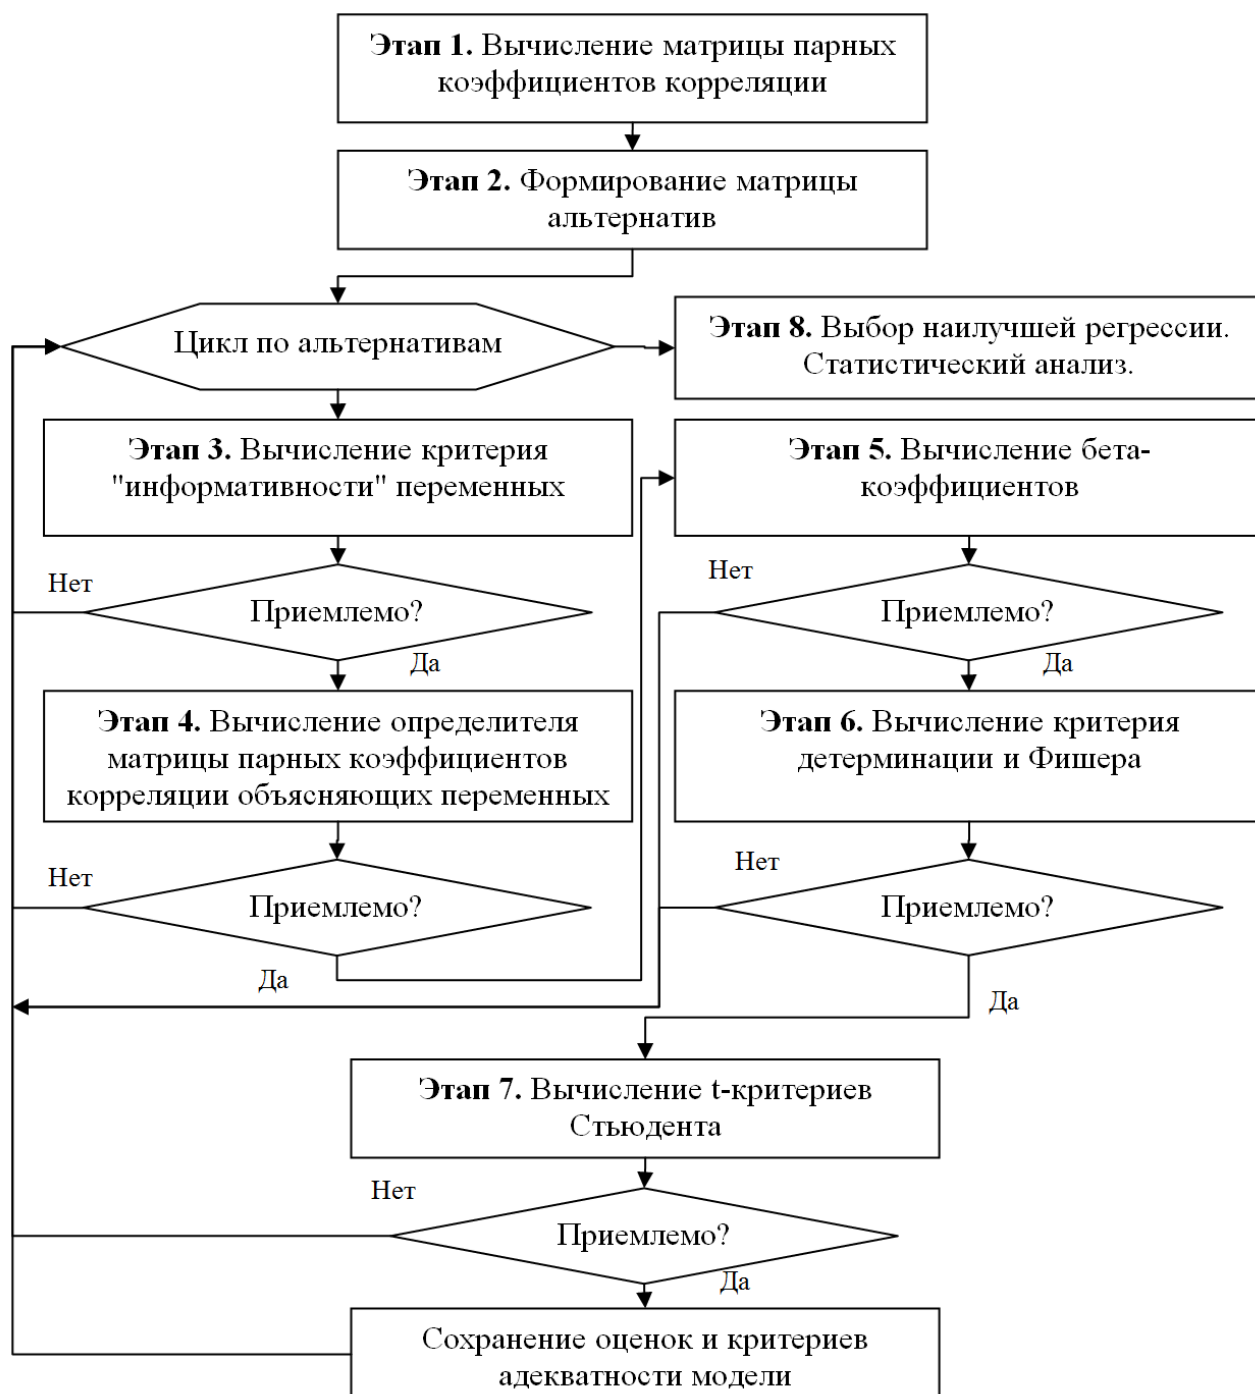 Этап 1. Вычисление матрицы парных
коэффициентов корреляции
Этап 2. Формирование матрицы
альтернатив
Цикл по альтернативам
Этап 8. Выбор наилучшей регрессии.
Статистический анализ.
Этап 3. Вычисление критерия
"информативности" переменных
Нет
Приемлемо?
Да
Этап 4. Вычисление определителя
матрицы парных коэффициентов
корреляции объясняющих переменных
Нет
Приемлемо?
Да
Этап 5. Вычисление бета-
коэффициентов
Нет
Приемлемо?
Да
Этап 6. Вычисление критерия
детерминации и Фишера
Нет
Приемлемо?
Да
Этап 7. Вычисление t-критериев
Стьюдента
Нет
Приемлемо?
Да
Сохранение оценок и критериев
адекватности модели